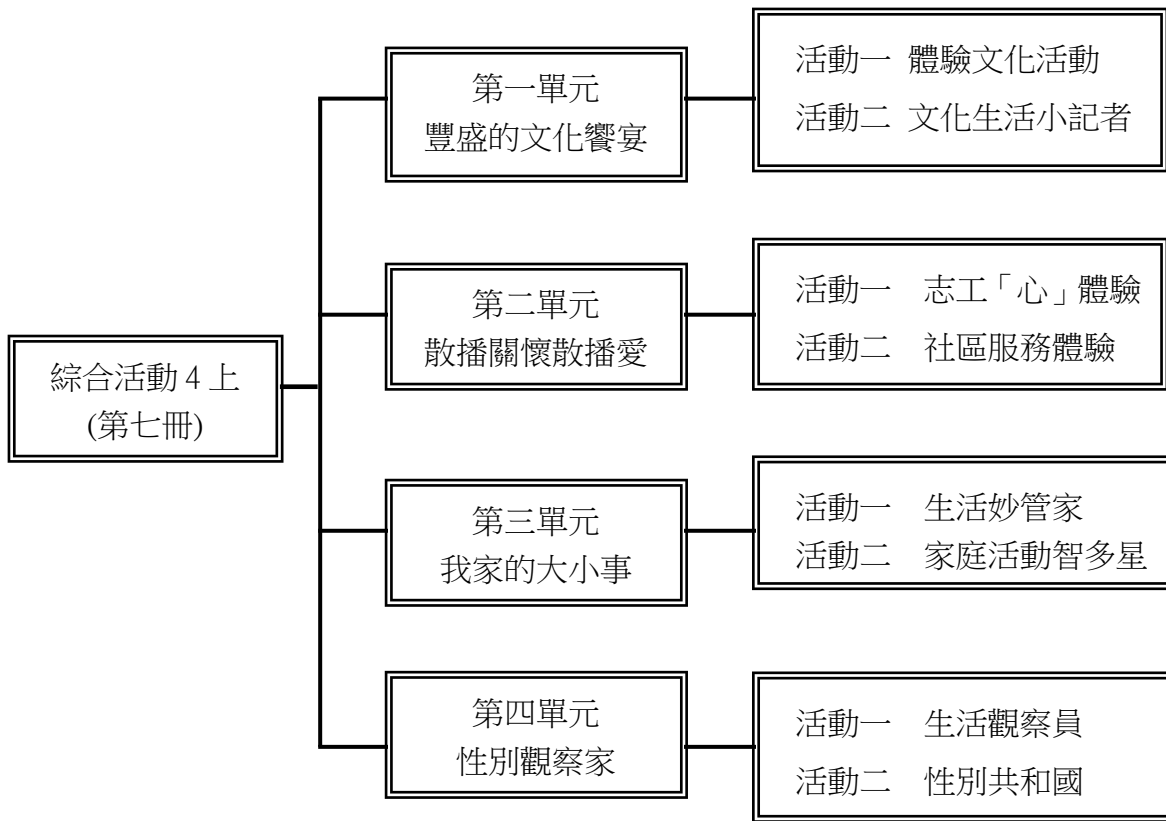 綜合活動 4 上
(第七冊)
第一單元
豐盛的文化饗宴
活動一 體驗文化活動
活動二 文化生活小記者
第二單元
散播關懷散播愛
活動一 志工「心」體驗
活動二 社區服務體驗
第三單元
我家的大小事
活動一 生活妙管家
活動二 家庭活動智多星
第四單元
性別觀察家
活動一 生活觀察員
活動二 性別共和國